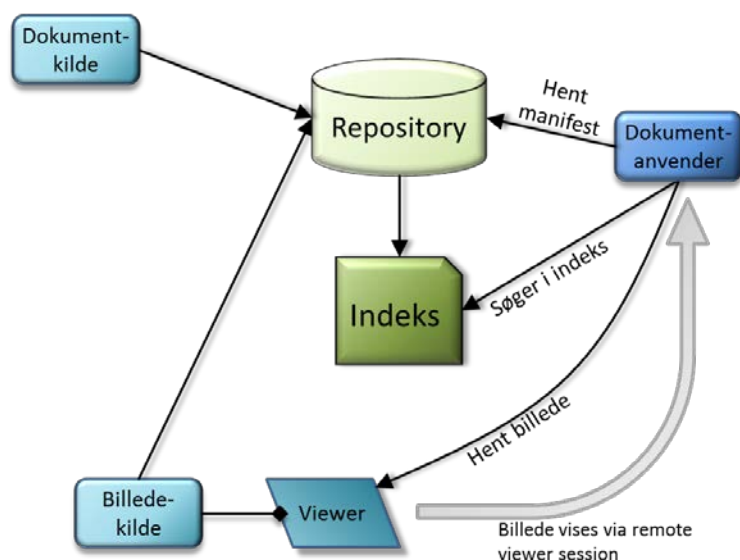 Dokument-
kilde
Repository
Hent
manifest
Dokument-
anvender
Indeks
Søger i indeks
Hent billede
Billede-
kilde
Viewer
Billede vises via remote
viewer session